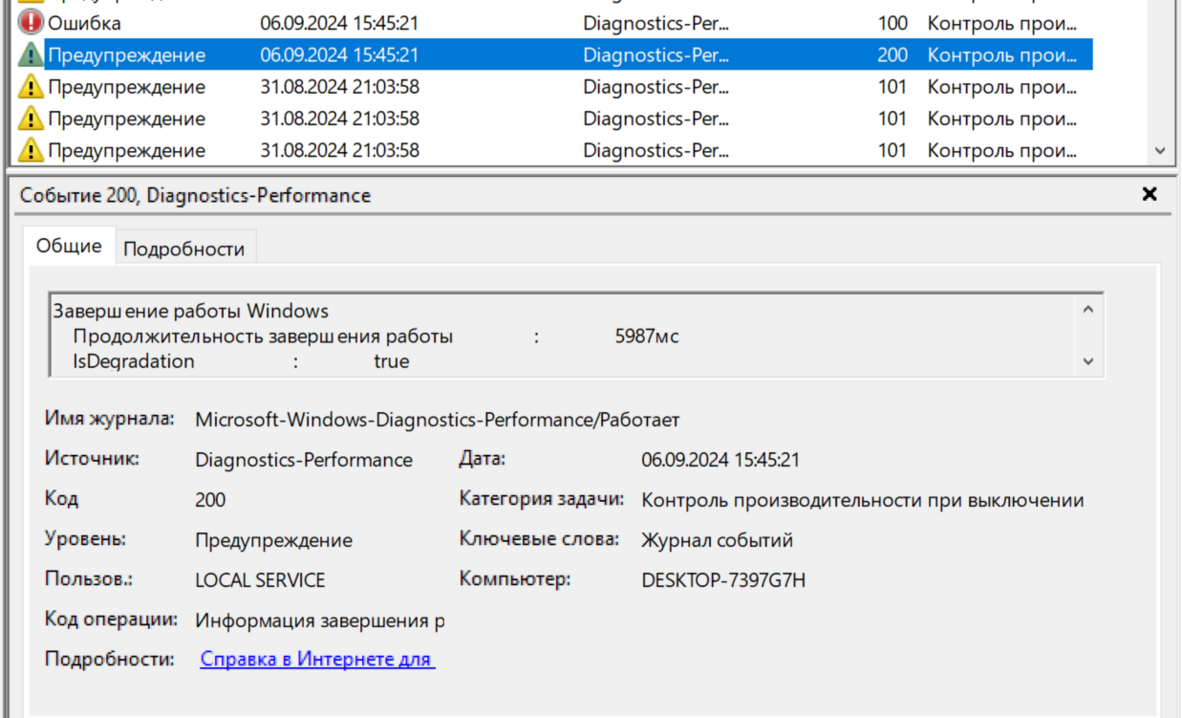 Ошибка 06.09.2024 15:45:21 Diagnostics-Per... 100 Контроль прои...
Предупреждение 06.09.2024 15:45:21 Diagnostics-Per... 200 Контроль прои...
Предупреждение 31.08.2024 21:03:58 Diagnostics-Per... 101 Контроль прои...
Предупреждение 31.08.2024 21:03:58 Diagnostics-Per... 101 Контроль прои...
Предупреждение 31.08.2024 21:03:58 Diagnostics-Per... 101 Контроль прои...
Событие 200, Diagnostics-Performance
Общие Подробности
Завершение работы Windows
Продолжительность завершения работы : 5987мс
IsDegradation : true
Имя журнала: Microsoft-Windows-Diagnostics-Performance/Работает
Источник: Diagnostics-Performance Дата: 06.09.2024 15:45:21
Код 200 Категория задачи: Контроль производительности при выключении
Уровень: Предупреждение Ключевые слова: Журнал событий
Пользов.: LOCAL SERVICE Компьютер: DESKTOP-7397G7H
Код операции: Информация завершения р
Подробности: Справка в Интернете для